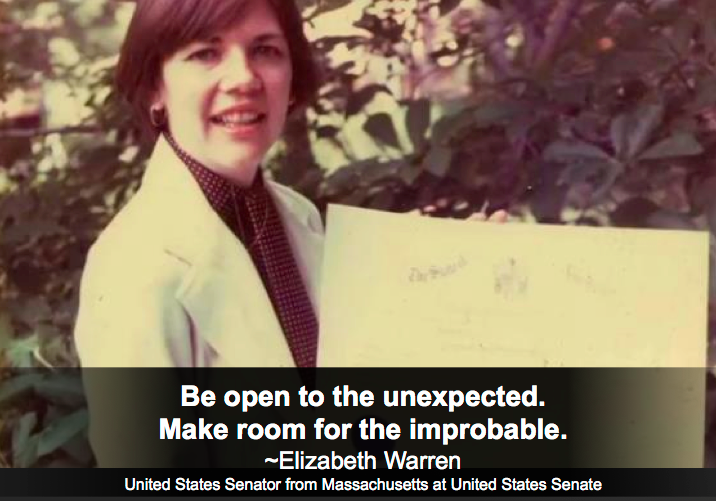 Be open to the unexpected.
Make room for the improbable.
~Elizabeth Warren
United States Senator from Massachusetts at United States Senate